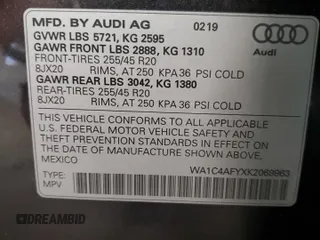 MFD. BY AUDI AG 0219
GVWR LBS 5721, KG 2595
GAWR FRONT LBS 2888, KG 1310
FRONT-TIRES 255/45 R20
8JX20 RIMS, AT 250 KPA 36 PSI COLD
GAWR REAR LBS 3042, KG 1380
REAR-TIRES 255/45 R20
8JX20 RIMS, AT 250 KPA 36 PSI COLD
Audi
THIS VEHICLE CONFORMS TO ALL APPLICABLE
U.S. FEDERAL MOTOR VEHICLE SAFETY AND
THEFT PREVENTION STANDARDS IN EFFECT ON
THE DATE OF MANUFACTURE SHOWN ABOVE.
MEXICO
WA1C4AFYXK2069963
TYPE:
MPV
DREAMBID